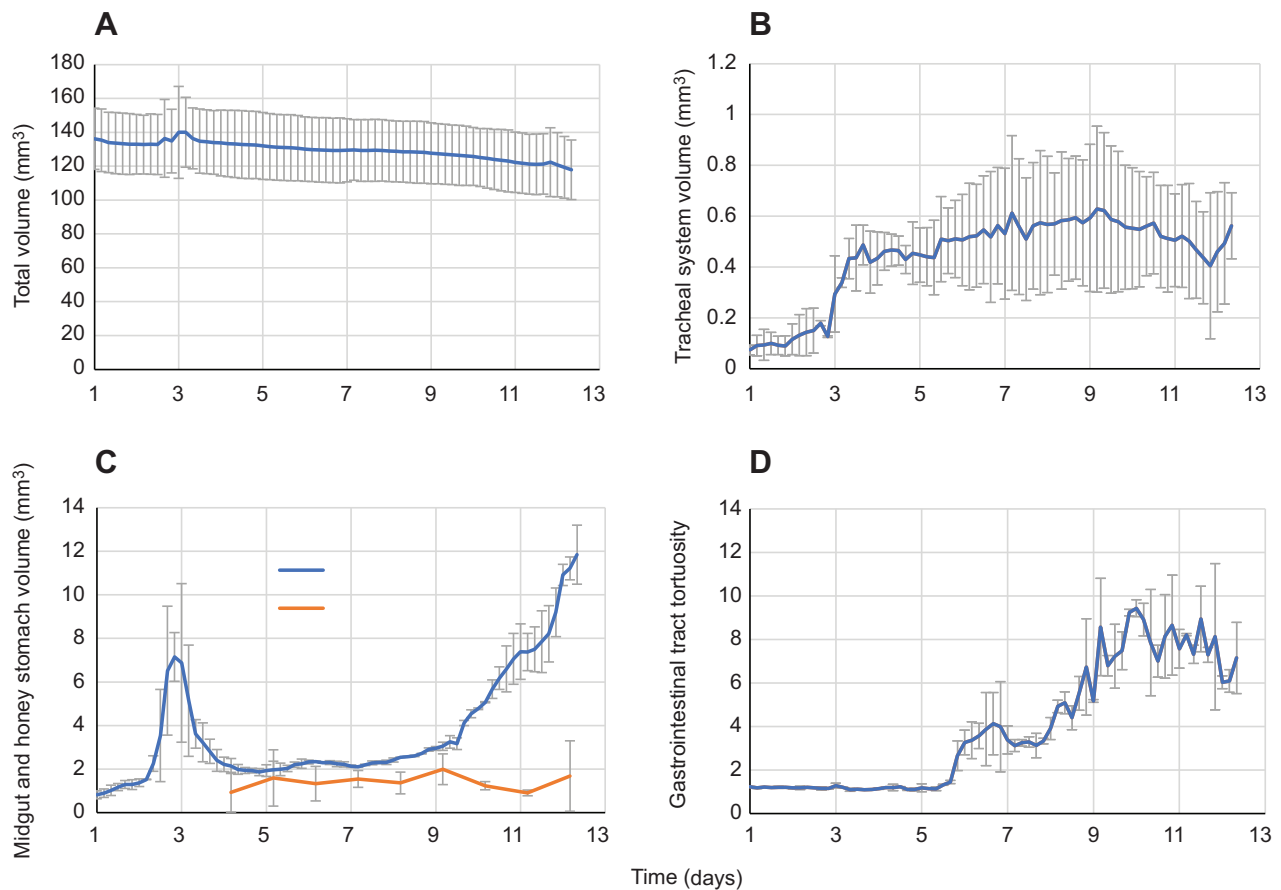 A
Total volume (mm³)
180
160
140
120
100
80
60
40
20
0
1 3 5 7 9 11 13
B
Tracheal system volume (mm³)
1.2
1
0.8
0.6
0.4
0.2
0
1 3 5 7 9 11 13
C
Midgut and honey stomach volume (mm³)
14
12
10
8
6
4
2
0
1 3 5 7 9 11 13
D
Gastrointestinal tract tortuosity
14
12
10
8
6
4
2
0
1 3 5 7 9 11 13
Time (days)